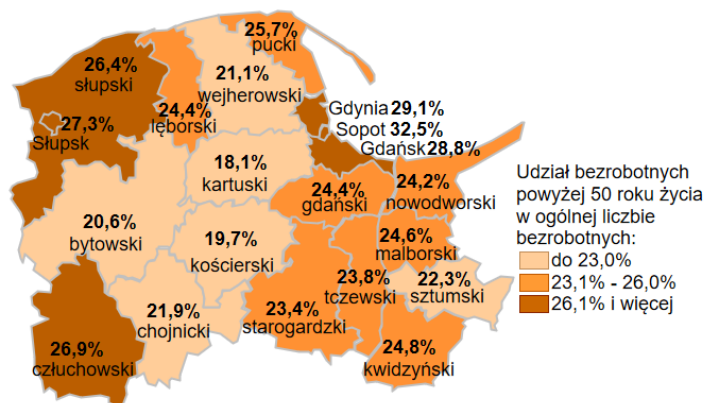 25,7%
pucki
26,4%
słupski
21,1%
wejherowski
Gdynia 29,1%
Sopot 32,5%
Gdańsk 28,8%
27,3%
Słupsk
24,4%
lęborski
18,1%
kartuski
24,4%
gdański
24,2%
nowodworski
20,6%
bytowski
19,7%
kościerski
24,6%
malborski
22,3%
sztumski
23,8%
tczewski
21,9%
chojnicki
23,4%
starogardzki
26,9%
człuchowski
24,8%
kwidzyński
Udział bezrobotnych
powyżej 50 roku życia
w ogólnej liczbie
bezrobotnych:
do 23,0%
23,1% - 26,0%
26,1% i więcej